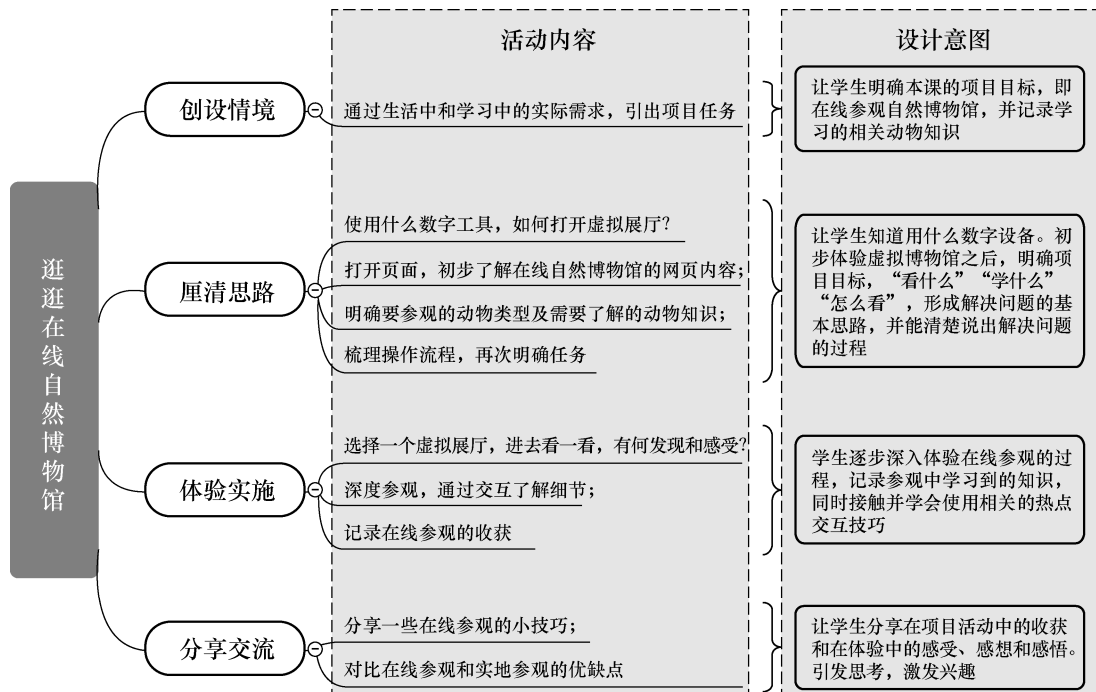 逛逛在线自然博物馆
活动内容
设计意图
创设情境
通过生活中和学习中的实际需求，引出项目任务
让学生明确本课的项目目标，即
在线参观自然博物馆，并记录学
习的相关动物知识
厘清思路
使用什么数字工具，如何打开虚拟展厅？
打开页面，初步了解在线自然博物馆的网页内容；
明确要参观的动物类型及需要了解的动物知识；
梳理操作流程，再次明确任务
让学生知道用什么数字设备。初
步体验虚拟博物馆之后，明确项
目目标，“看什么”“学什么”
“怎么看”，形成解决问题的基
本思路，并能清楚说出解决问题
的过程
体验实施
选择一个虚拟展厅，进去看一看，有何发现和感受？
深度参观，通过交互了解细节；
记录在线参观的收获
学生逐步深入体验在线参观的过
程，记录参观中学习到的知识，
同时接触并学会使用相关的热点
交互技巧
分享交流
分享一些在线参观的小技巧；
对比在线参观和实地参观的优缺点
让学生分享在项目活动中的收获
和在体验中的感受、感想和感悟。
引发思考，激发兴趣